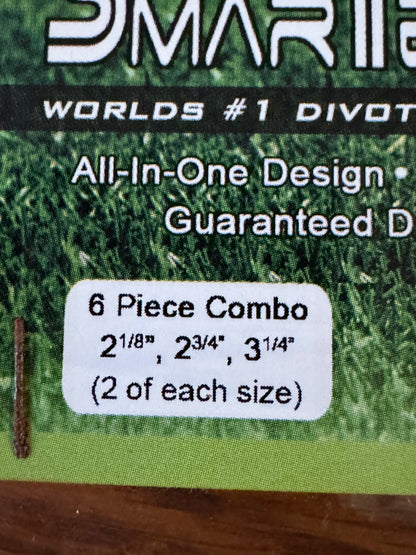 WORLDS #1 DIVOT
All-In-One Design •
Guaranteed D
6 Piece Combo
2 1/8", 2 3/4", 3 1/4"
(2 of each size)